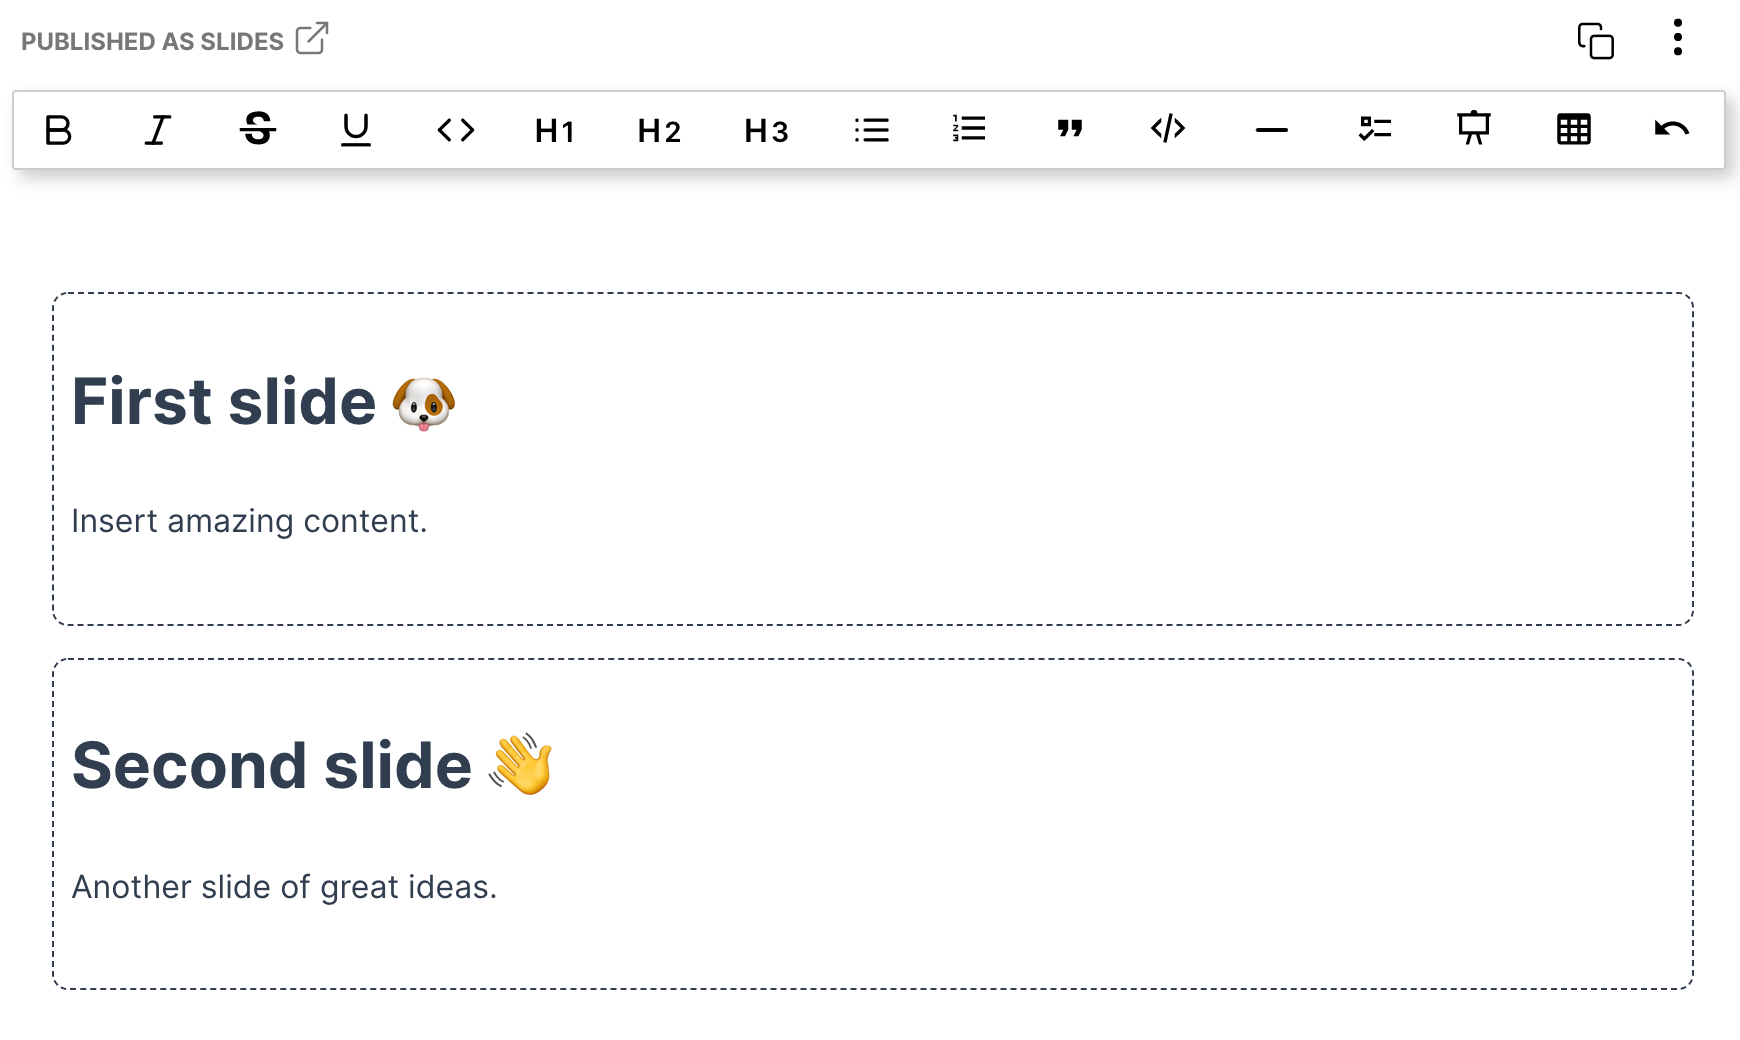 PUBLISHED AS SLIDES
B I S U <> H1 H2 H3 </>
First slide 🐶
Insert amazing content.
Second slide 👋
Another slide of great ideas.